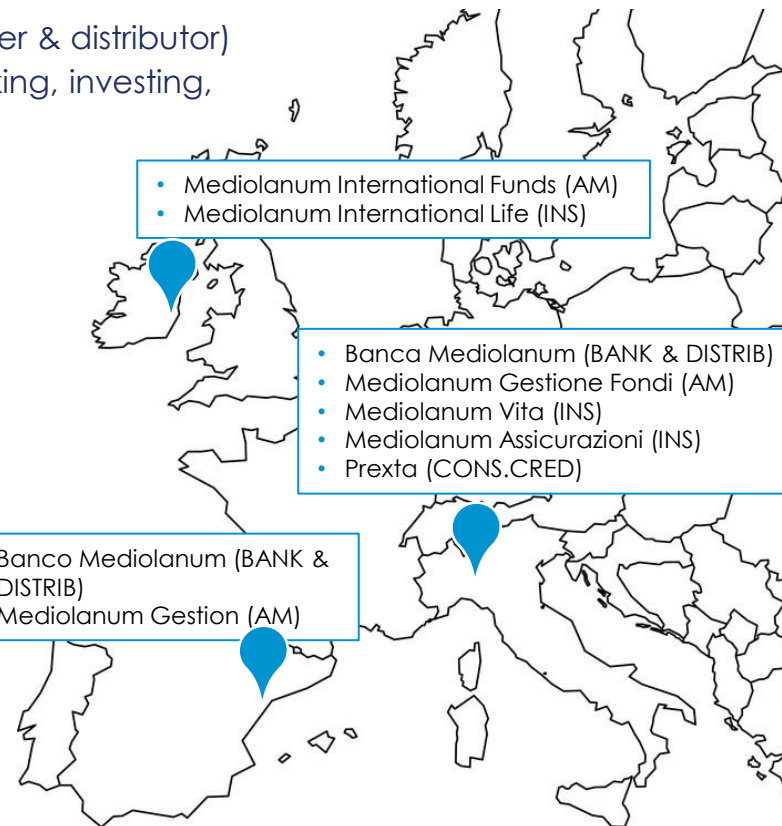 er & distributor)
king, investing,
• Mediolanum International Funds (AM)
• Mediolanum International Life (INS)
• Banca Mediolanum (BANK & DISTRIB)
• Mediolanum Gestione Fondi (AM)
• Mediolanum Vita (INS)
• Mediolanum Assicurazioni (INS)
• Prexta (CONS.CRED)
Banco Mediolanum (BANK &
DISTRIB)
Mediolanum Gestion (AM)